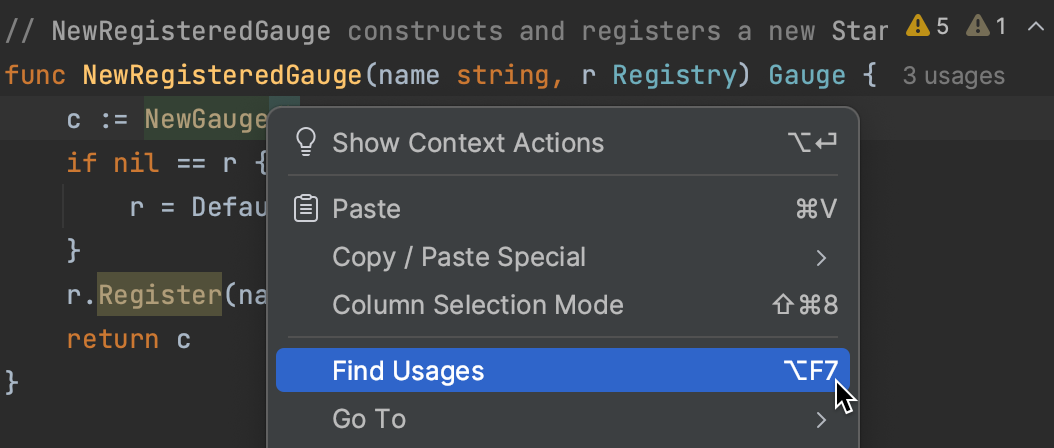 // NewRegisteredGauge constructs and registers a new Star 5 1
func NewRegisteredGauge(name string, r Registry) Gauge { 3 usages
c := NewGauge
if nil == r {
r = Defau
}
r.Register(na
return c
}
Show Context Actions ⌥↩
Paste ⌘V
Copy / Paste Special >
Column Selection Mode ⇧⌘8
Find Usages ⌥F7
Go To >